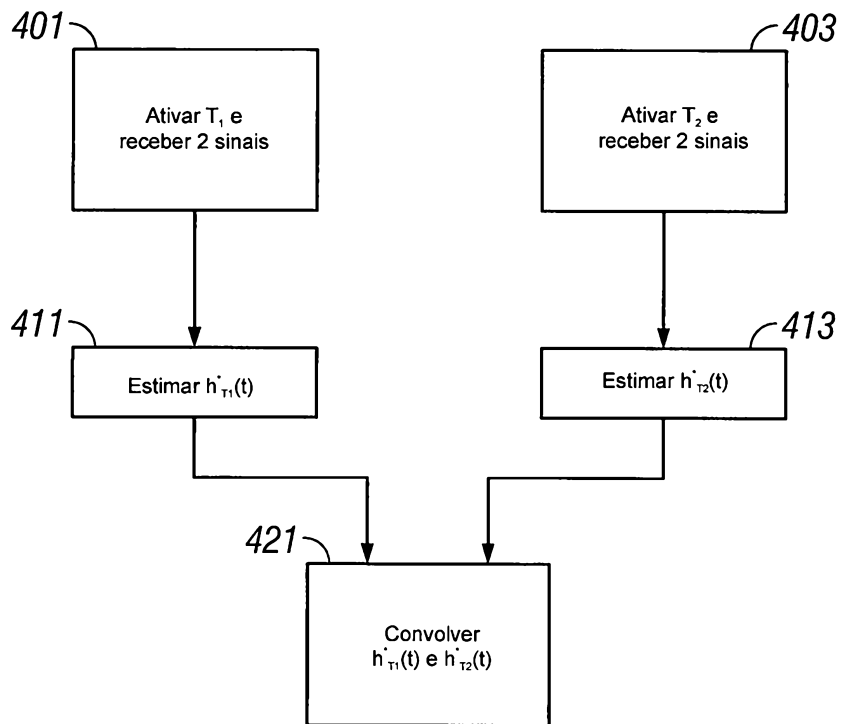 401
403
Ativar T₁ e
receber 2 sinais
Ativar T₂ e
receber 2 sinais
411
413
Estimar h*T1(t)
Estimar h*T2(t)
421
Convolver
h*T1(t) e h*T2(t)